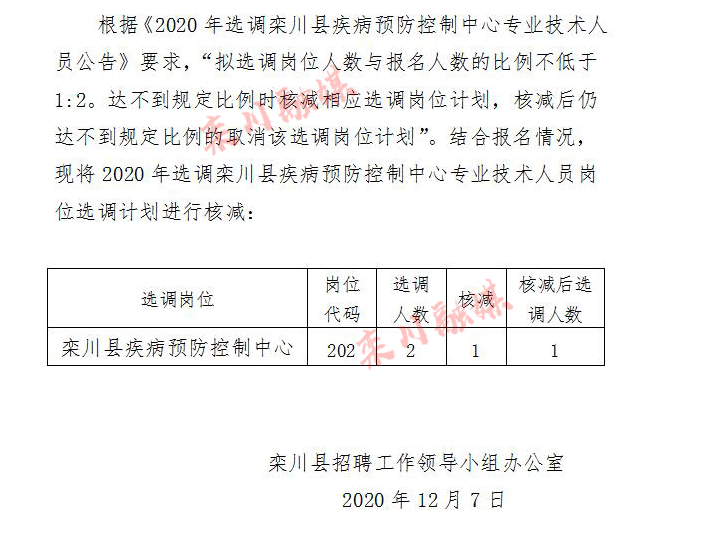 根据《2020年选调栾川县疾病预防控制中心专业技术人
员公告》要求，“拟选调岗位人数与报名人数的比例不低于
1:2。达不到规定比例时核减相应选调岗位计划，核减后仍
达不到规定比例的取消该选调岗位计划”。结合报名情况，
现将2020年选调栾川县疾病预防控制中心专业技术人员岗
位选调计划进行核减：
选调岗位 岗位代码 选调人数 核减 核减后选调人数
栾川县疾病预防控制中心 202 2 1 1
栾川县招聘工作领导小组办公室
2020年12月7日
栾川融媒
栾川融媒